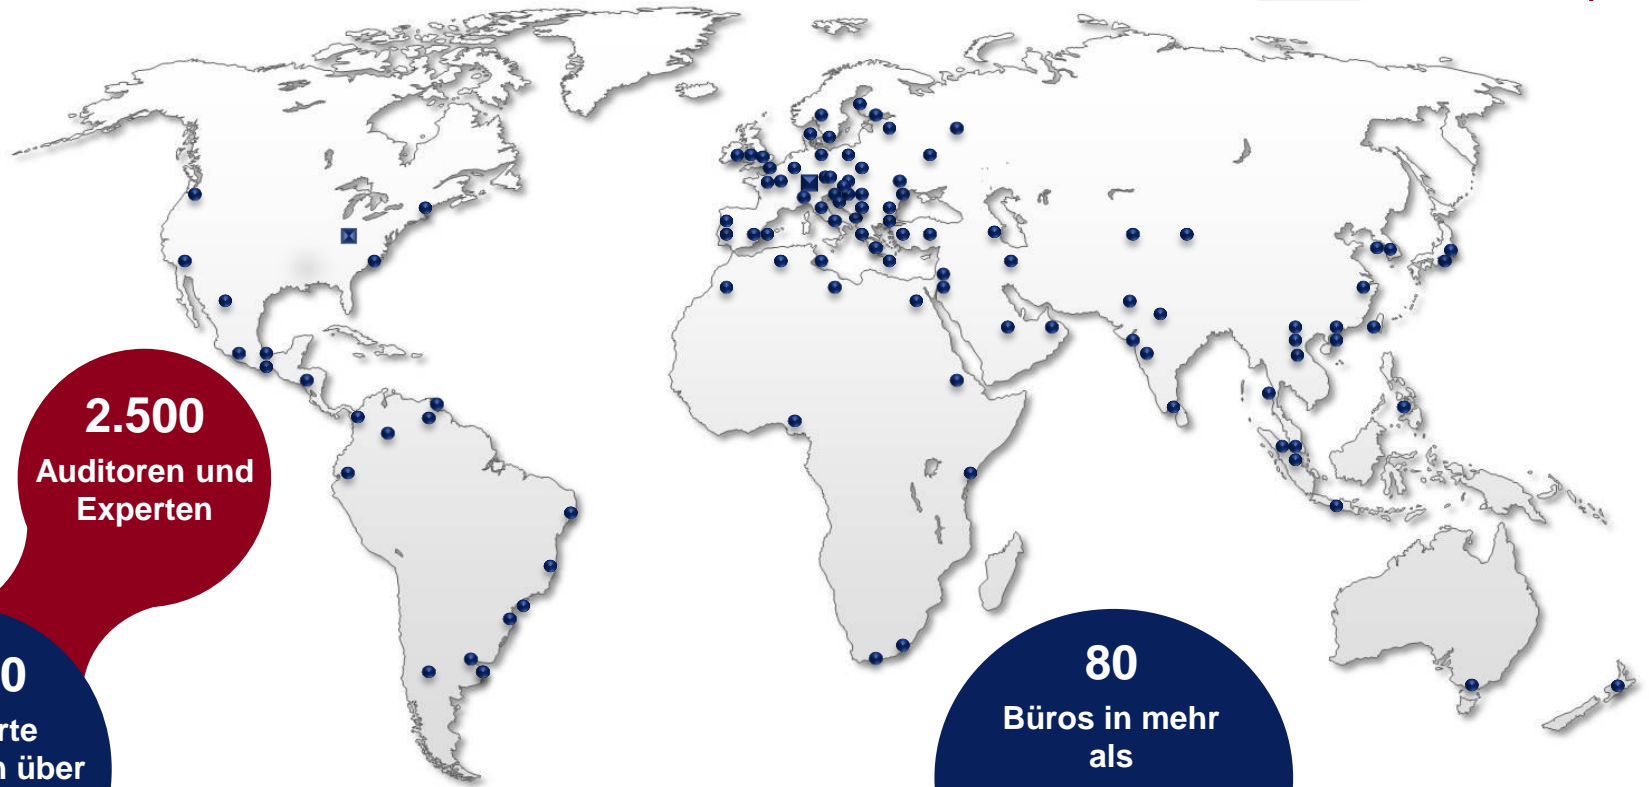 2.500
Auditoren und
Experten
0
rte
n über
80
Büros in mehr
als